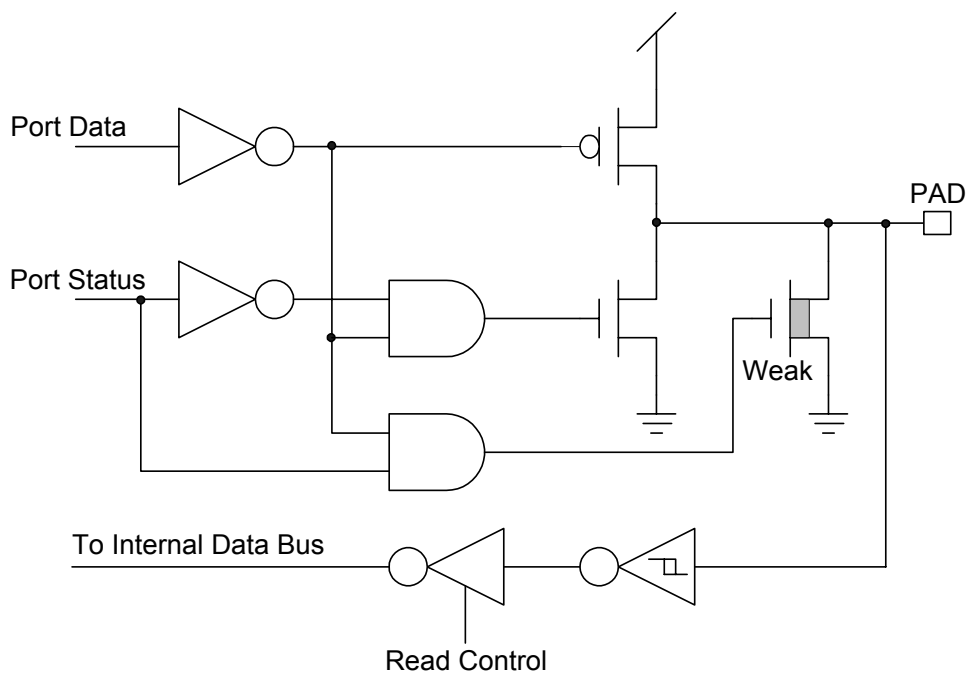 Port Data
PAD
Port Status
Weak
To Internal Data Bus
Read Control